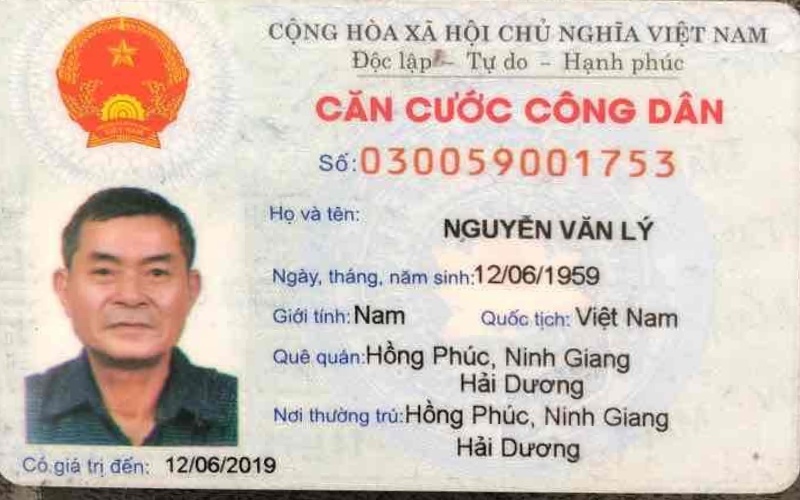 CỘNG HÒA XÃ HỘI CHỦ NGHĨA VIỆT NAM
Độc lập - Tự do - Hạnh phúc
CĂN CƯỚC CÔNG DÂN
Số: 030059001753
Họ và tên: NGUYỄN VĂN LÝ
Ngày, tháng, năm sinh: 12/06/1959
Giới tính: Nam Quốc tịch: Việt Nam
Quê quán: Hồng Phúc, Ninh Giang
Hải Dương
Nơi thường trú: Hồng Phúc, Ninh Giang
Hải Dương
Có giá trị đến: 12/06/2019